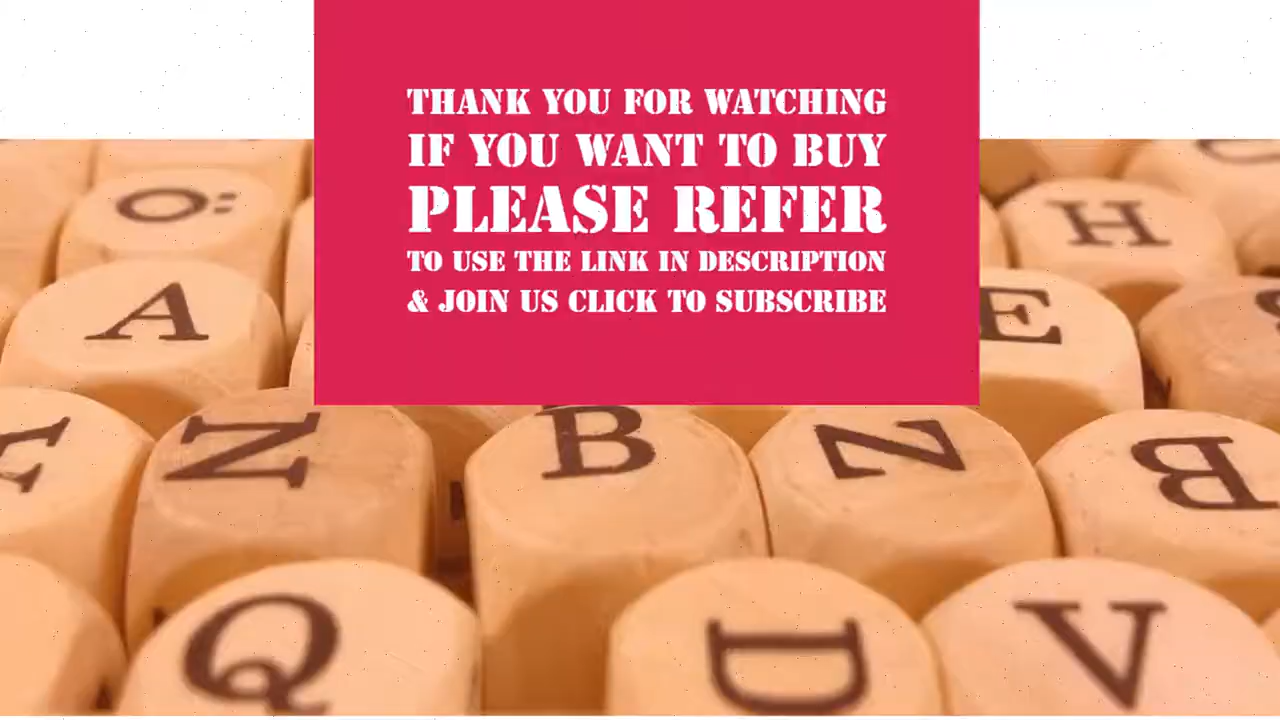 THANK YOU FOR WATCHING
IF YOU WANT TO BUY
PLEASE REFER
TO USE THE LINK IN DESCRIPTION
& JOIN US CLICK TO SUBSCRIBE
Ö H
A E
Z B N B
Q D V